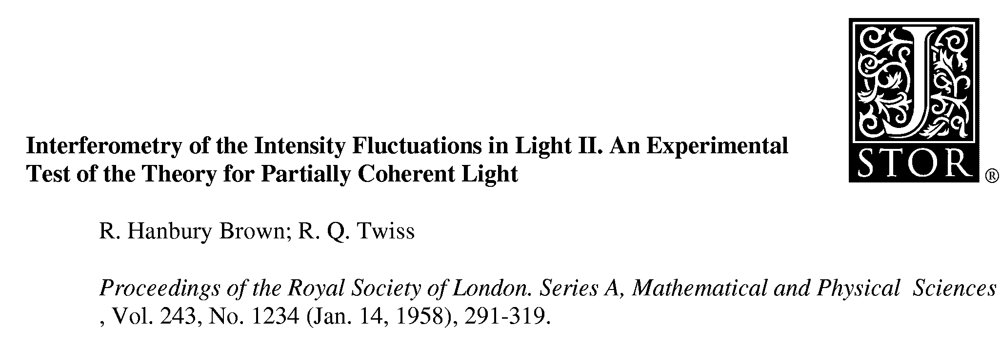 Interferometry of the Intensity Fluctuations in Light II. An Experimental
Test of the Theory for Partially Coherent Light
JSTOR®
R. Hanbury Brown; R. Q. Twiss
Proceedings of the Royal Society of London. Series A, Mathematical and Physical Sciences
, Vol. 243, No. 1234 (Jan. 14, 1958), 291-319.